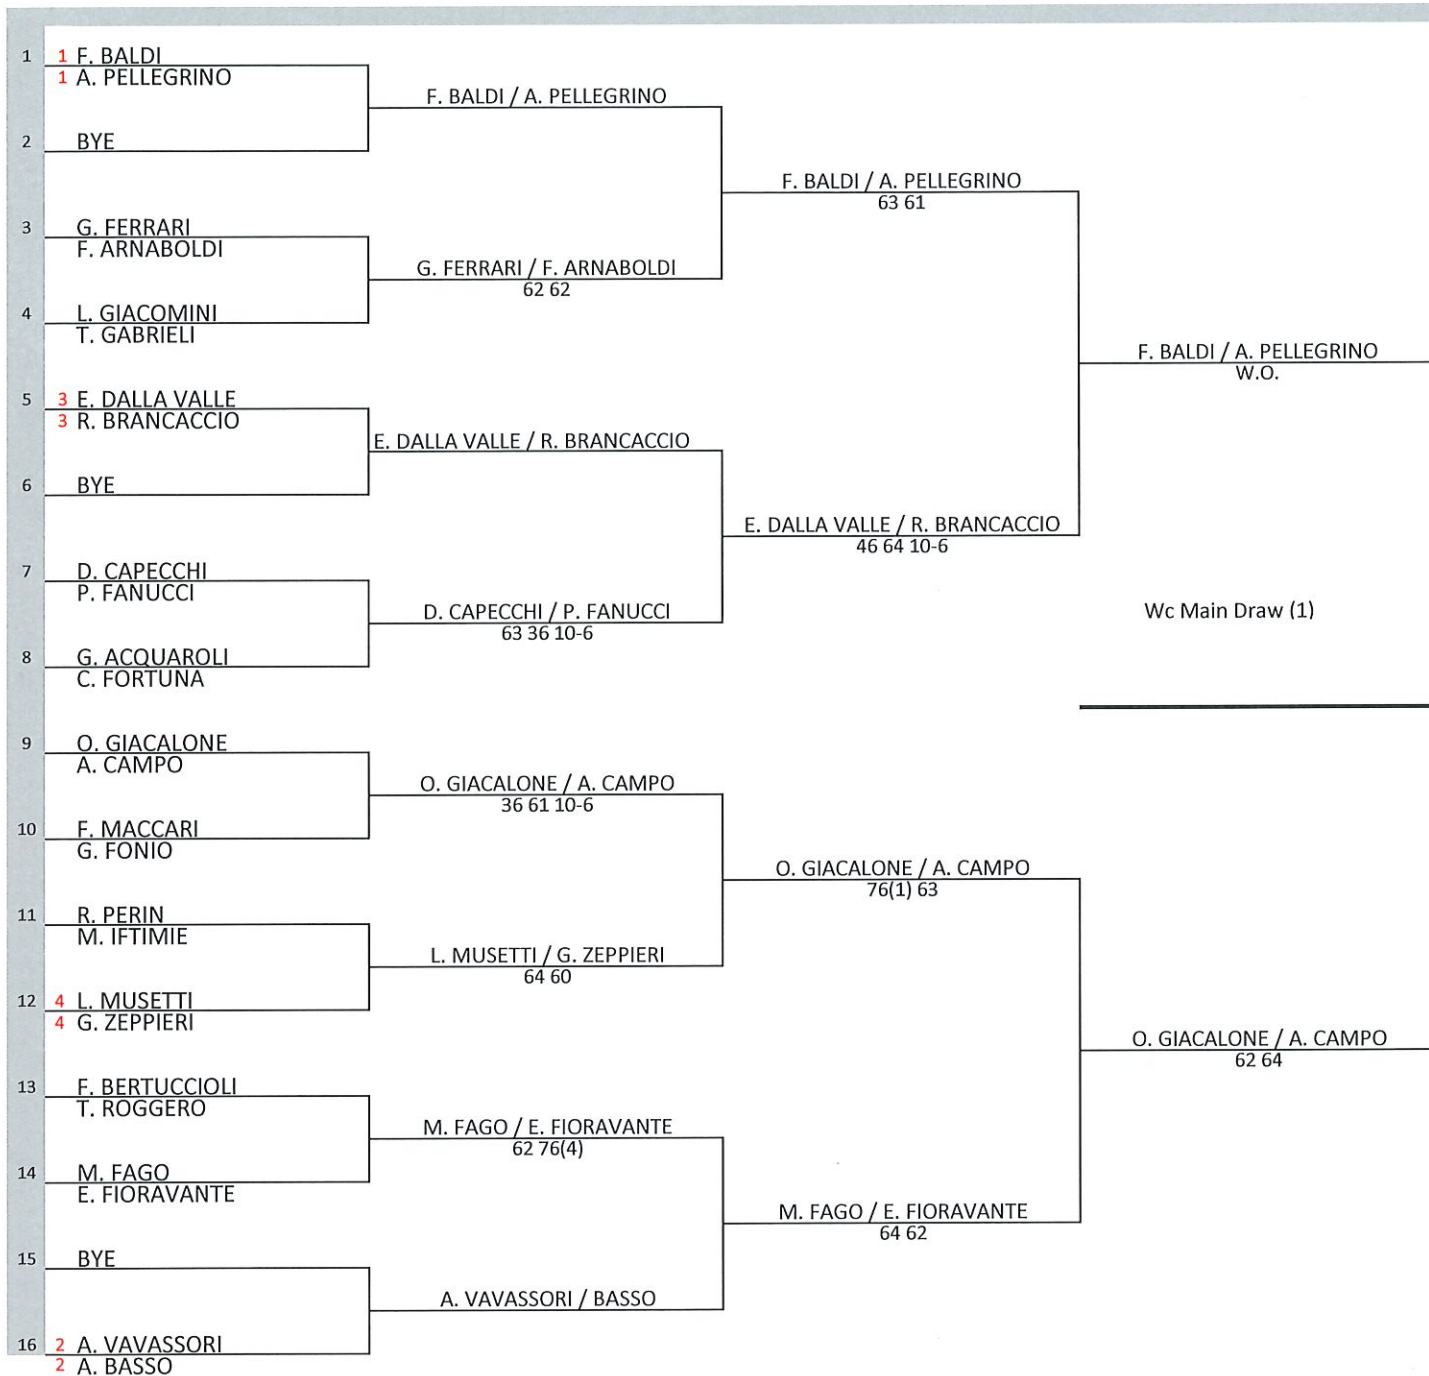 1 1 F. BALDI
1 A. PELLEGRINO
F. BALDI / A. PELLEGRINO
2 BYE
F. BALDI / A. PELLEGRINO
63 61
3 G. FERRARI
F. ARNABOLDI
G. FERRARI / F. ARNABOLDI
62 62
4 L. GIACOMINI
T. GABRIELI
F. BALDI / A. PELLEGRINO
W.O.
5 3 E. DALLA VALLE
3 R. BRANCACCIO
E. DALLA VALLE / R. BRANCACCIO
6 BYE
E. DALLA VALLE / R. BRANCACCIO
46 64 10-6
7 D. CAPECCHI
P. FANUCCI
D. CAPECCHI / P. FANUCCI
63 36 10-6
Wc Main Draw (1)
8 G. ACQUAROLI
C. FORTUNA
9 O. GIACALONE
A. CAMPO
O. GIACALONE / A. CAMPO
36 61 10-6
10 F. MACCARI
G. FONIO
O. GIACALONE / A. CAMPO
76(1) 63
11 R. PERIN
M. IFTIMIE
L. MUSETTI / G. ZEPPIERI
64 60
12 4 L. MUSETTI
4 G. ZEPPIERI
O. GIACALONE / A. CAMPO
62 64
13 F. BERTUCCIOLI
T. ROGGERO
M. FAGO / E. FIORAVANTE
62 76(4)
14 M. FAGO
E. FIORAVANTE
M. FAGO / E. FIORAVANTE
64 62
15 BYE
A. VAVASSORI / BASSO
16 2 A. VAVASSORI
2 A. BASSO